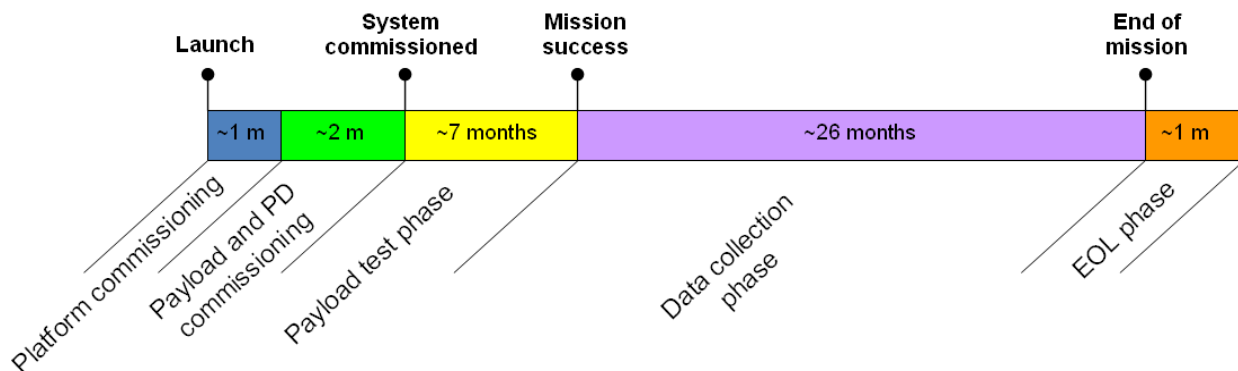 Launch
System
commissioned
Mission
success
End of
mission
~1 m
~2 m
~7 months
~26 months
~1 m
Platform commissioning
Payload and PD
commissioning
Payload test phase
Data collection
phase
EOL phase